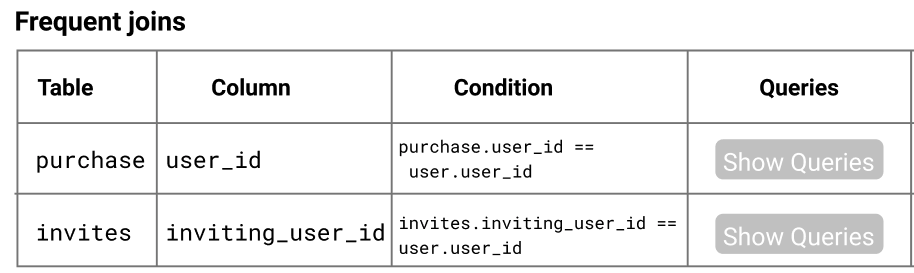 Frequent joins
Table Column Condition Queries
purchase user_id purchase.user_id == user.user_id Show Queries
invites inviting_user_id invites.inviting_user_id == user.user_id Show Queries